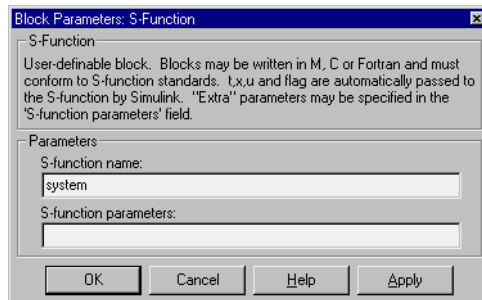 Block Parameters: S-Function
S-Function
User-definable block. Blocks may be written in M, C or Fortran and must
conform to S-function standards. t,x,u and flag are automatically passed to
the S-function by Simulink. "Extra" parameters may be specified in the
'S-function parameters' field.
Parameters
S-function name:
system
S-function parameters:
OK Cancel Help Apply